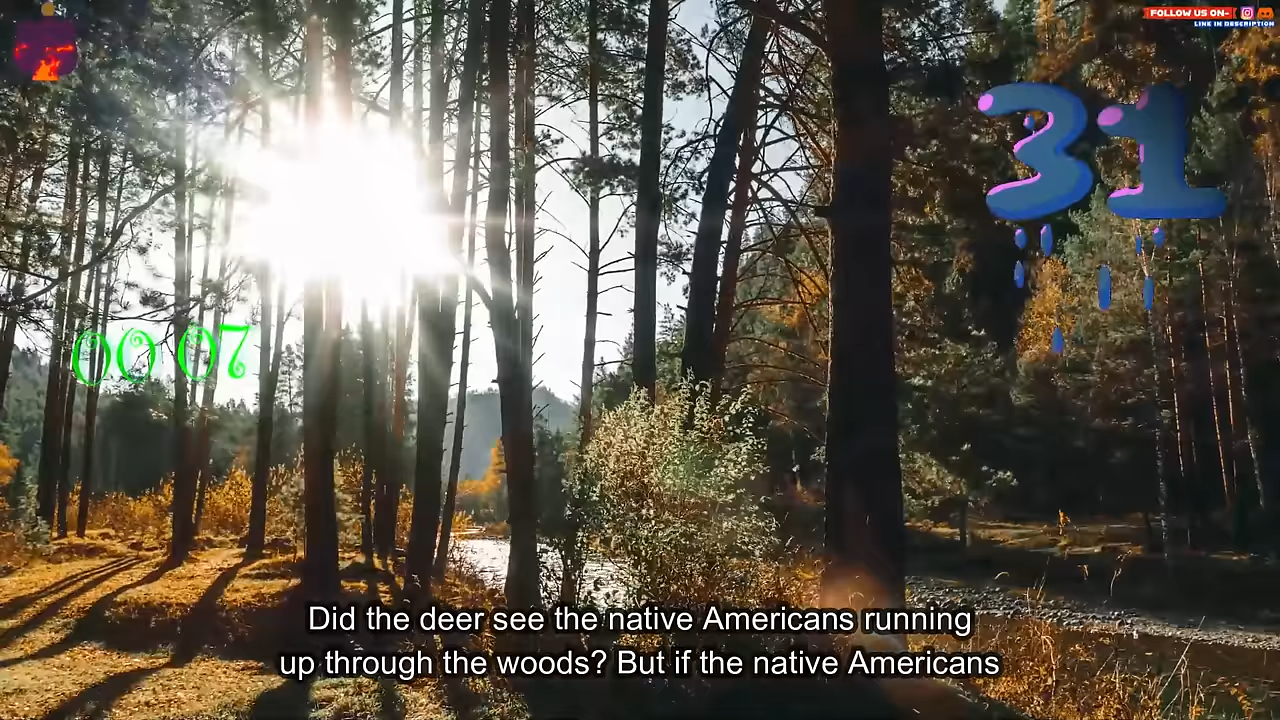 FOLLOW US ON-
LINK IN DESCRIPTION
31
00 07
Did the deer see the native Americans running
up through the woods? But if the native Americans